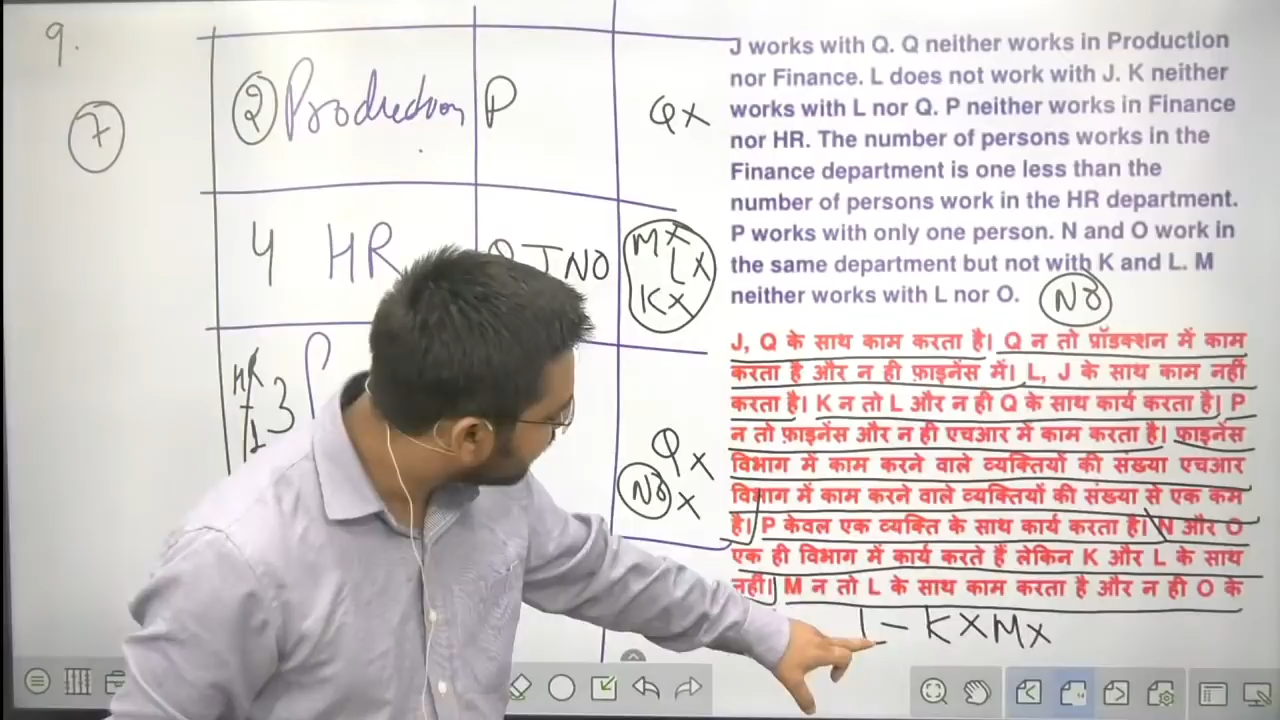 9.
7
2 Production P Qx
4 HR J N O Mx Lx Kx
HR
-1 3
Qx
NO x
J works with Q. Q neither works in Production
nor Finance. L does not work with J. K neither
works with L nor Q. P neither works in Finance
nor HR. The number of persons works in the
Finance department is one less than the
number of persons work in the HR department.
P works with only one person. N and O work in
the same department but not with K and L. M
neither works with L nor O. NO
J, Q के साथ काम करता है। Q न तो प्रॉडक्शन में काम
करता है और न ही फ़ाइनेंस में। L, J के साथ काम नहीं
करता है। K न तो L और न ही Q के साथ कार्य करता है। P
न तो फ़ाइनेंस और न ही एचआर में काम करता है। फ़ाइनेंस
विभाग में काम करने वाले व्यक्तियों की संख्या एचआर
विभाग में काम करने वाले व्यक्तियों की संख्या से एक कम
है। P केवल एक व्यक्ति के साथ कार्य करता है। N और O
एक ही विभाग में कार्य करते हैं लेकिन K और L के साथ
नहीं। M न तो L के साथ काम करता है और न ही O के
L - K x M x